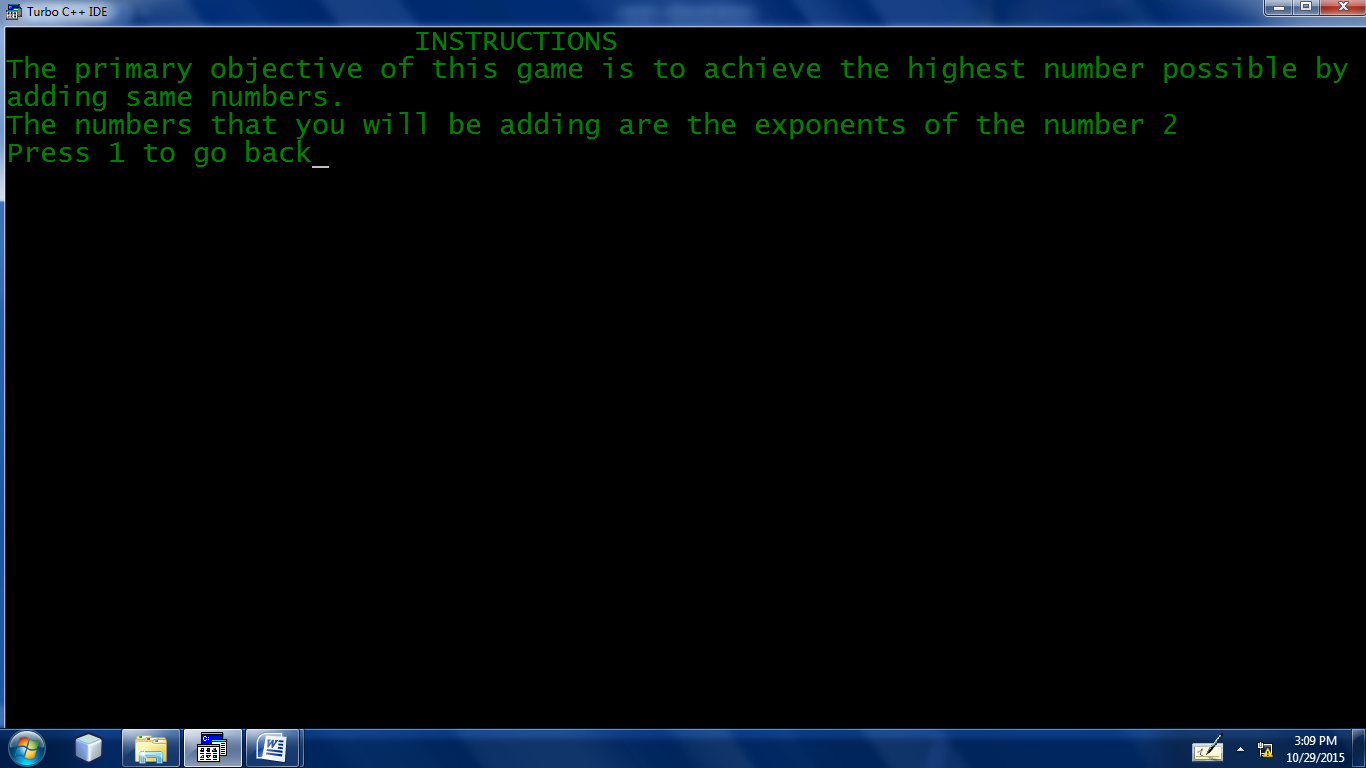 Turbo C++ IDE
INSTRUCTIONS
The primary objective of this game is to achieve the highest number possible by
adding same numbers.
The numbers that you will be adding are the exponents of the number 2
Press 1 to go back_
3:09 PM
10/29/2015